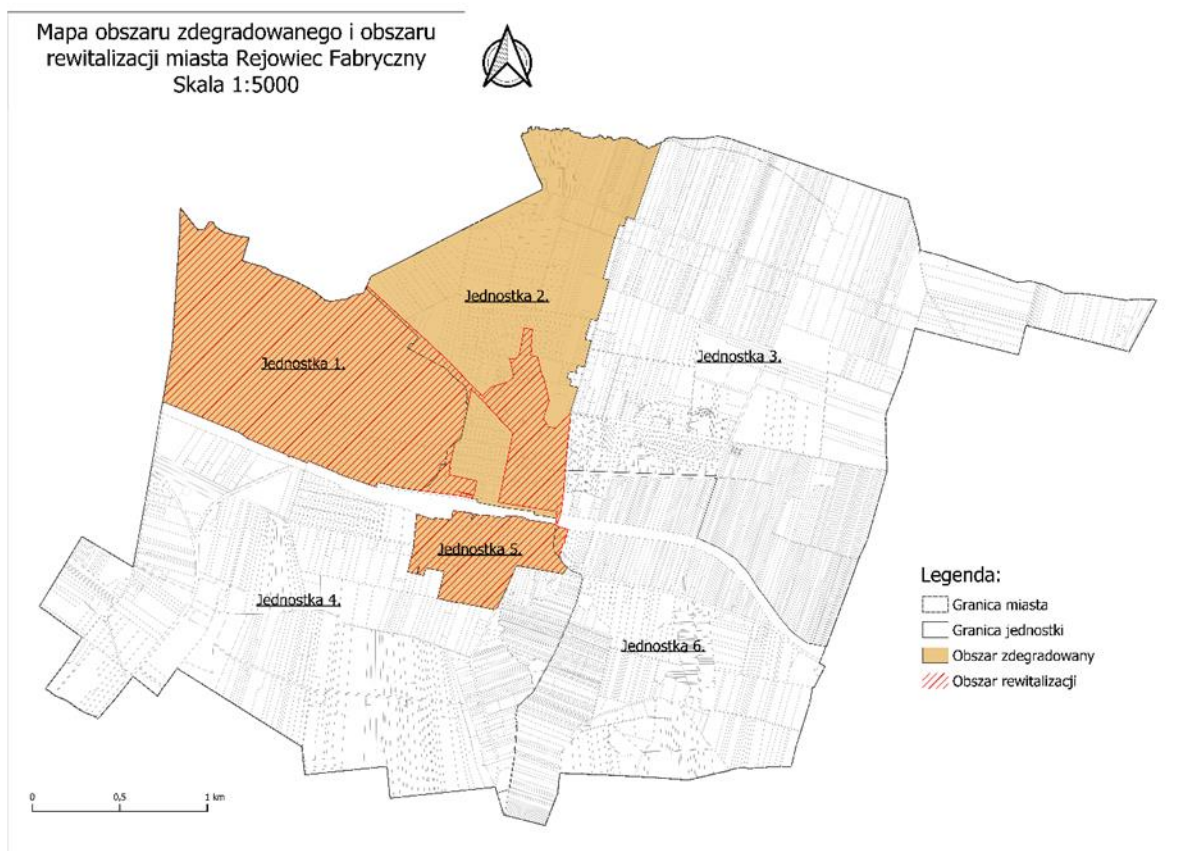 Mapa obszaru zdegradowanego i obszaru
rewitalizacji miasta Rejowiec Fabryczny
Skala 1:5000
Jednostka 2.
Jednostka 1.
Jednostka 3.
Jednostka 5.
Jednostka 4.
Jednostka 6.
Legenda:
Granica miasta
Granica jednostki
Obszar zdegradowany
Obszar rewitalizacji
0 0,5 1 km